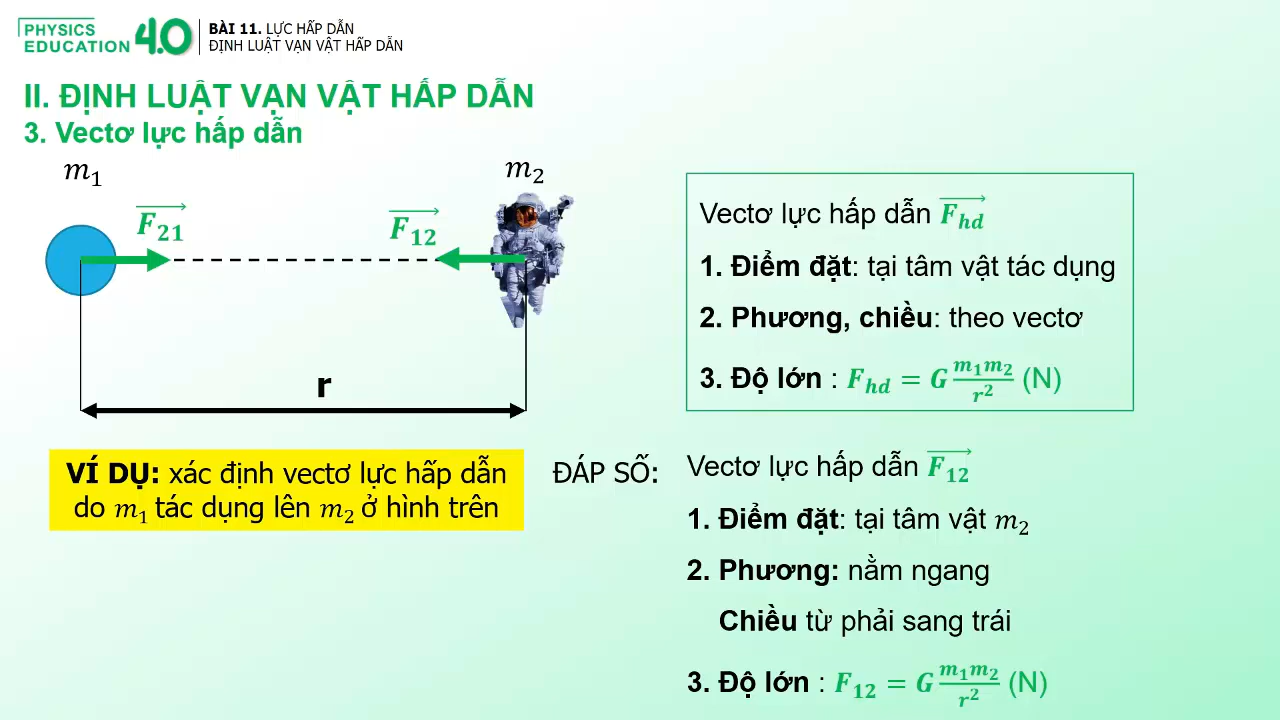 PHYSICS
EDUCATION 4.0
BÀI 11. LỰC HẤP DẪN
ĐỊNH LUẬT VẠN VẬT HẤP DẪN
II. ĐỊNH LUẬT VẠN VẬT HẤP DẪN
3. Vectơ lực hấp dẫn
m₁
m₂
F₂₁
F₁₂
r
Vectơ lực hấp dẫn F_hd
1. Điểm đặt: tại tâm vật tác dụng
2. Phương, chiều: theo vectơ
3. Độ lớn : F_hd = G m₁m₂/r² (N)
VÍ DỤ: xác định vectơ lực hấp dẫn
do m₁ tác dụng lên m₂ ở hình trên
ĐÁP SỐ:
Vectơ lực hấp dẫn F₁₂
1. Điểm đặt: tại tâm vật m₂
2. Phương: nằm ngang
Chiều từ phải sang trái
3. Độ lớn : F₁₂ = G m₁m₂/r² (N)